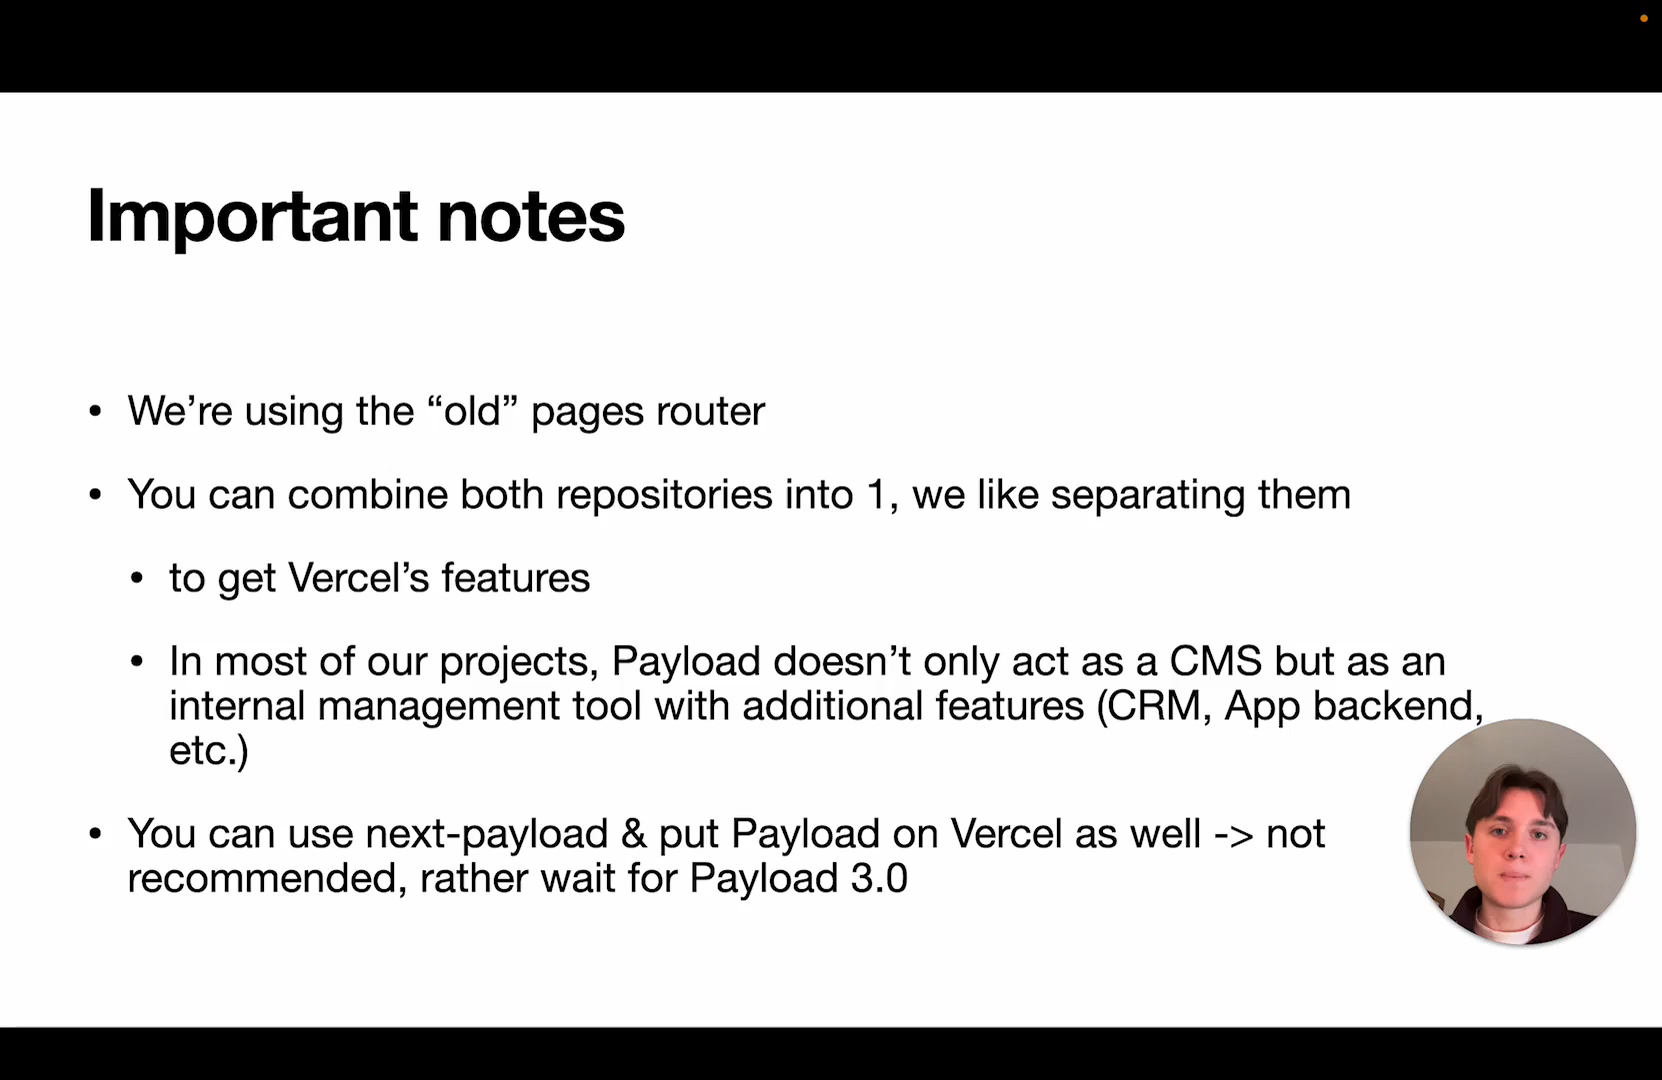 Important notes
• We’re using the “old” pages router
• You can combine both repositories into 1, we like separating them
• to get Vercel’s features
• In most of our projects, Payload doesn’t only act as a CMS but as an
internal management tool with additional features (CRM, App backend,
etc.)
• You can use next-payload & put Payload on Vercel as well -> not
recommended, rather wait for Payload 3.0